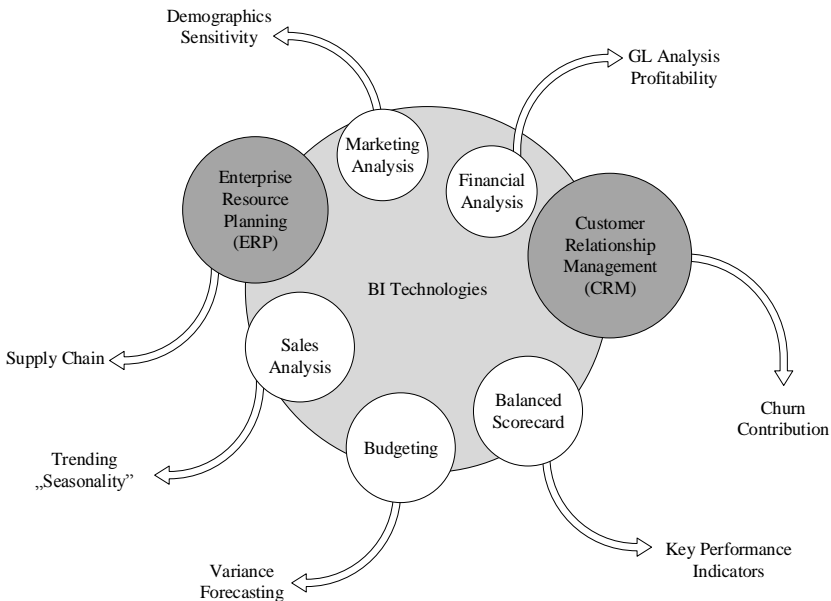 Demographics
Sensitivity
GL Analysis
Profitability
Marketing
Analysis
Financial
Analysis
Enterprise
Resource
Planning
(ERP)
Customer
Relationship
Management
(CRM)
BI Technologies
Sales
Analysis
Supply Chain
Balanced
Scorecard
Churn
Contribution
Budgeting
Trending
„Seasonality”
Variance
Forecasting
Key Performance
Indicators